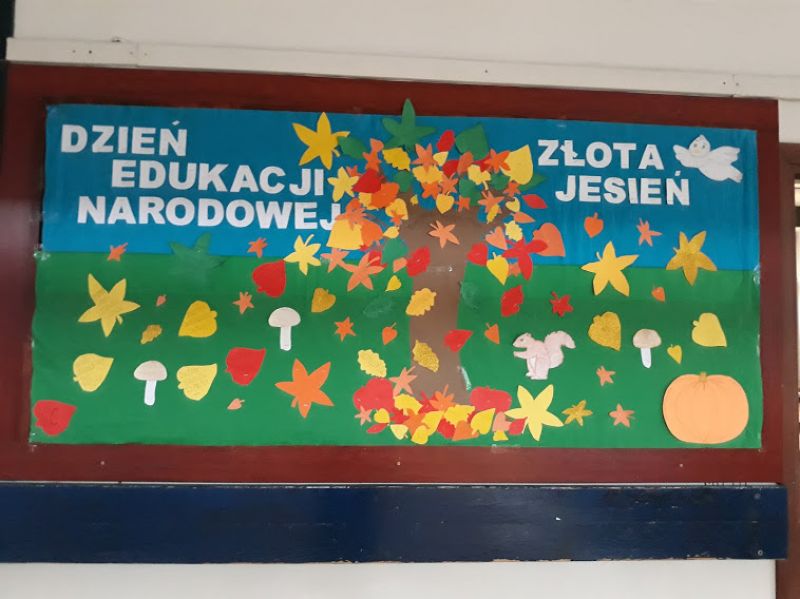 DZIEŃ
EDUKACJI
NARODOWEJ
ZŁOTA
JESIEŃ